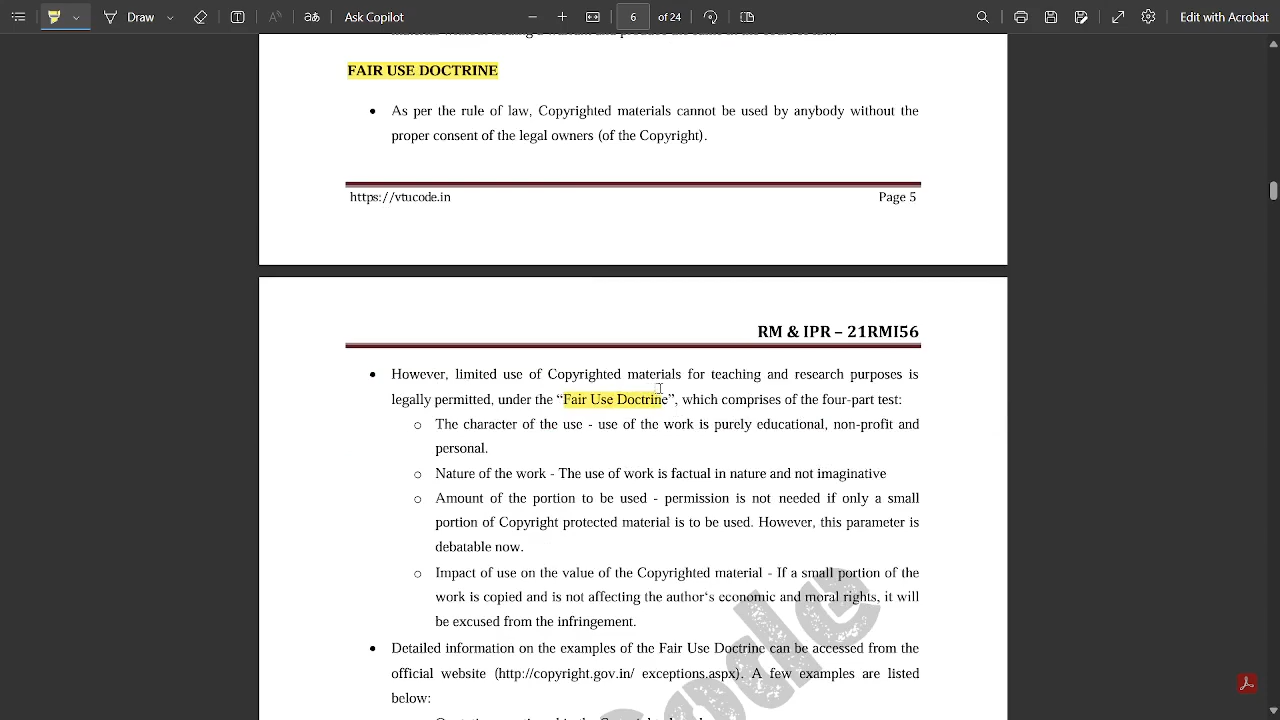 Draw
Ask Copilot
6
of 24
Edit with Acrobat
FAIR USE DOCTRINE
• As per the rule of law, Copyrighted materials cannot be used by anybody without the
proper consent of the legal owners (of the Copyright).
https://vtucode.in
Page 5
RM & IPR – 21RMI56
• However, limited use of Copyrighted materials for teaching and research purposes is
legally permitted, under the “Fair Use Doctrine”, which comprises of the four-part test:
o The character of the use - use of the work is purely educational, non-profit and
personal.
o Nature of the work - The use of work is factual in nature and not imaginative
o Amount of the portion to be used - permission is not needed if only a small
portion of Copyright protected material is to be used. However, this parameter is
debatable now.
o Impact of use on the value of the Copyrighted material - If a small portion of the
work is copied and is not affecting the author‘s economic and moral rights, it will
be excused from the infringement.
• Detailed information on the examples of the Fair Use Doctrine can be accessed from the
official website (http://copyright.gov.in/ exceptions.aspx). A few examples are listed
below: